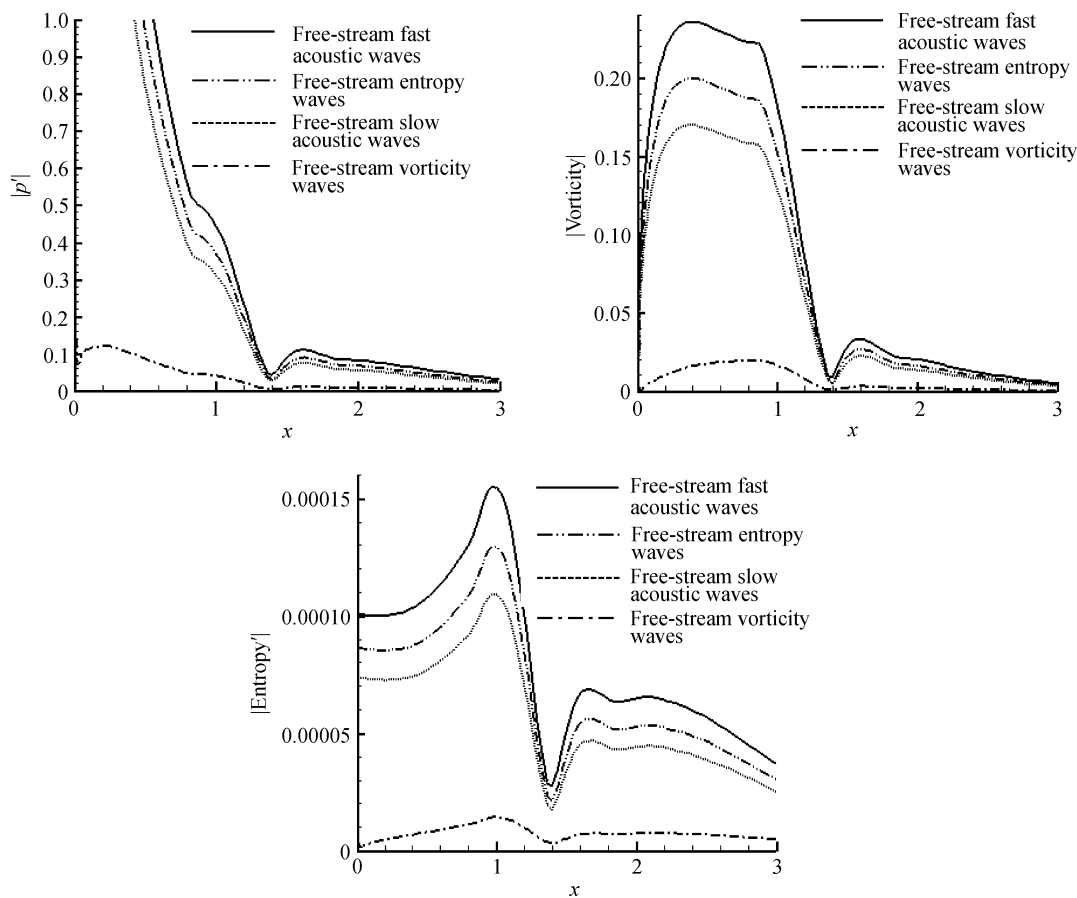 1.0
0.9
0.8
0.7
0.6
0.5
0.4
0.3
0.2
0.1
0
|p′|
0
1
2
3
x
Free-stream fast
acoustic waves
Free-stream entropy
waves
Free-stream slow
acoustic waves
Free-stream vorticity
waves
0.20
0.15
0.10
0.05
0
|Vorticity|
0
1
2
3
x
Free-stream fast
acoustic waves
Free-stream entropy
waves
Free-stream slow
acoustic waves
Free-stream vorticity
waves
0.00015
0.00010
0.00005
0
|Entropy′|
0
1
2
3
x
Free-stream fast
acoustic waves
Free-stream entropy
waves
Free-stream slow
acoustic waves
Free-stream vorticity
waves